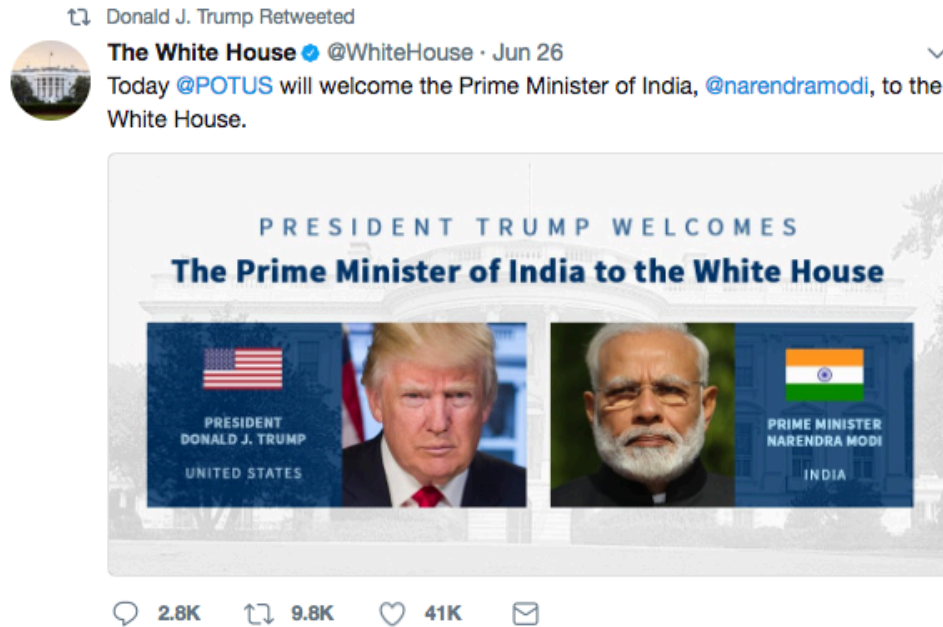 Donald J. Trump Retweeted
The White House @WhiteHouse · Jun 26
Today @POTUS will welcome the Prime Minister of India, @narendramodi, to the
White House.
PRESIDENT TRUMP WELCOMES
The Prime Minister of India to the White House
PRESIDENT
DONALD J. TRUMP
UNITED STATES
PRIME MINISTER
NARENDRA MODI
INDIA
2.8K 9.8K 41K